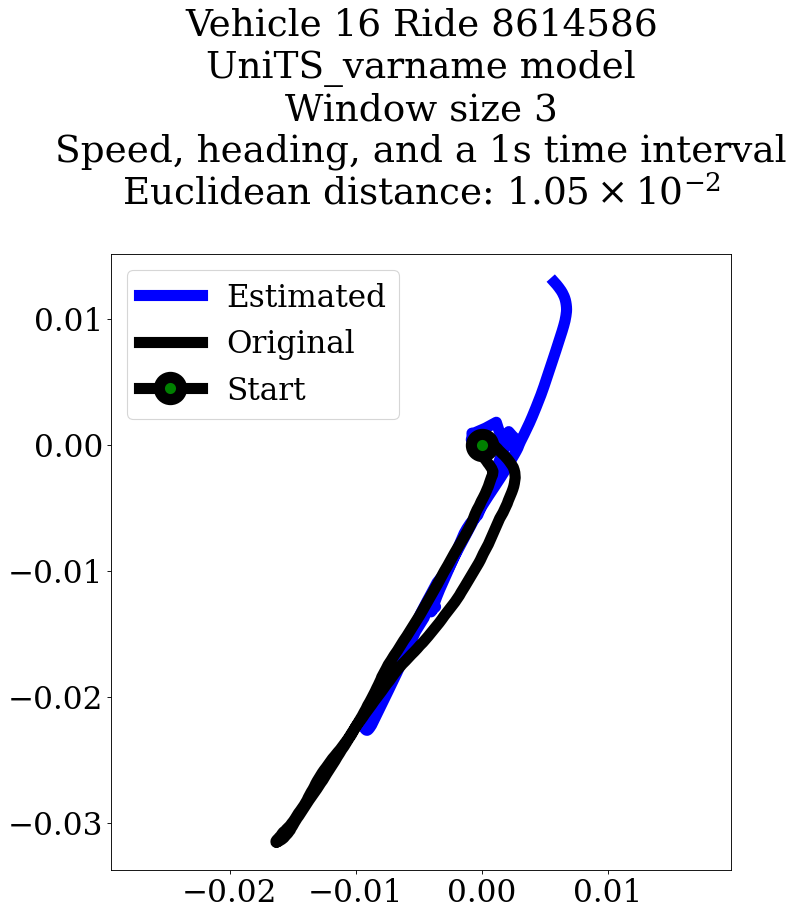 Vehicle 16 Ride 8614586
UniTS_varname model
Window size 3
Speed, heading, and a 1s time interval
Euclidean distance: 1.05 × 10⁻²
Estimated
Original
Start
0.01
0.00
−0.01
−0.02
−0.03
−0.02 −0.01 0.00 0.01